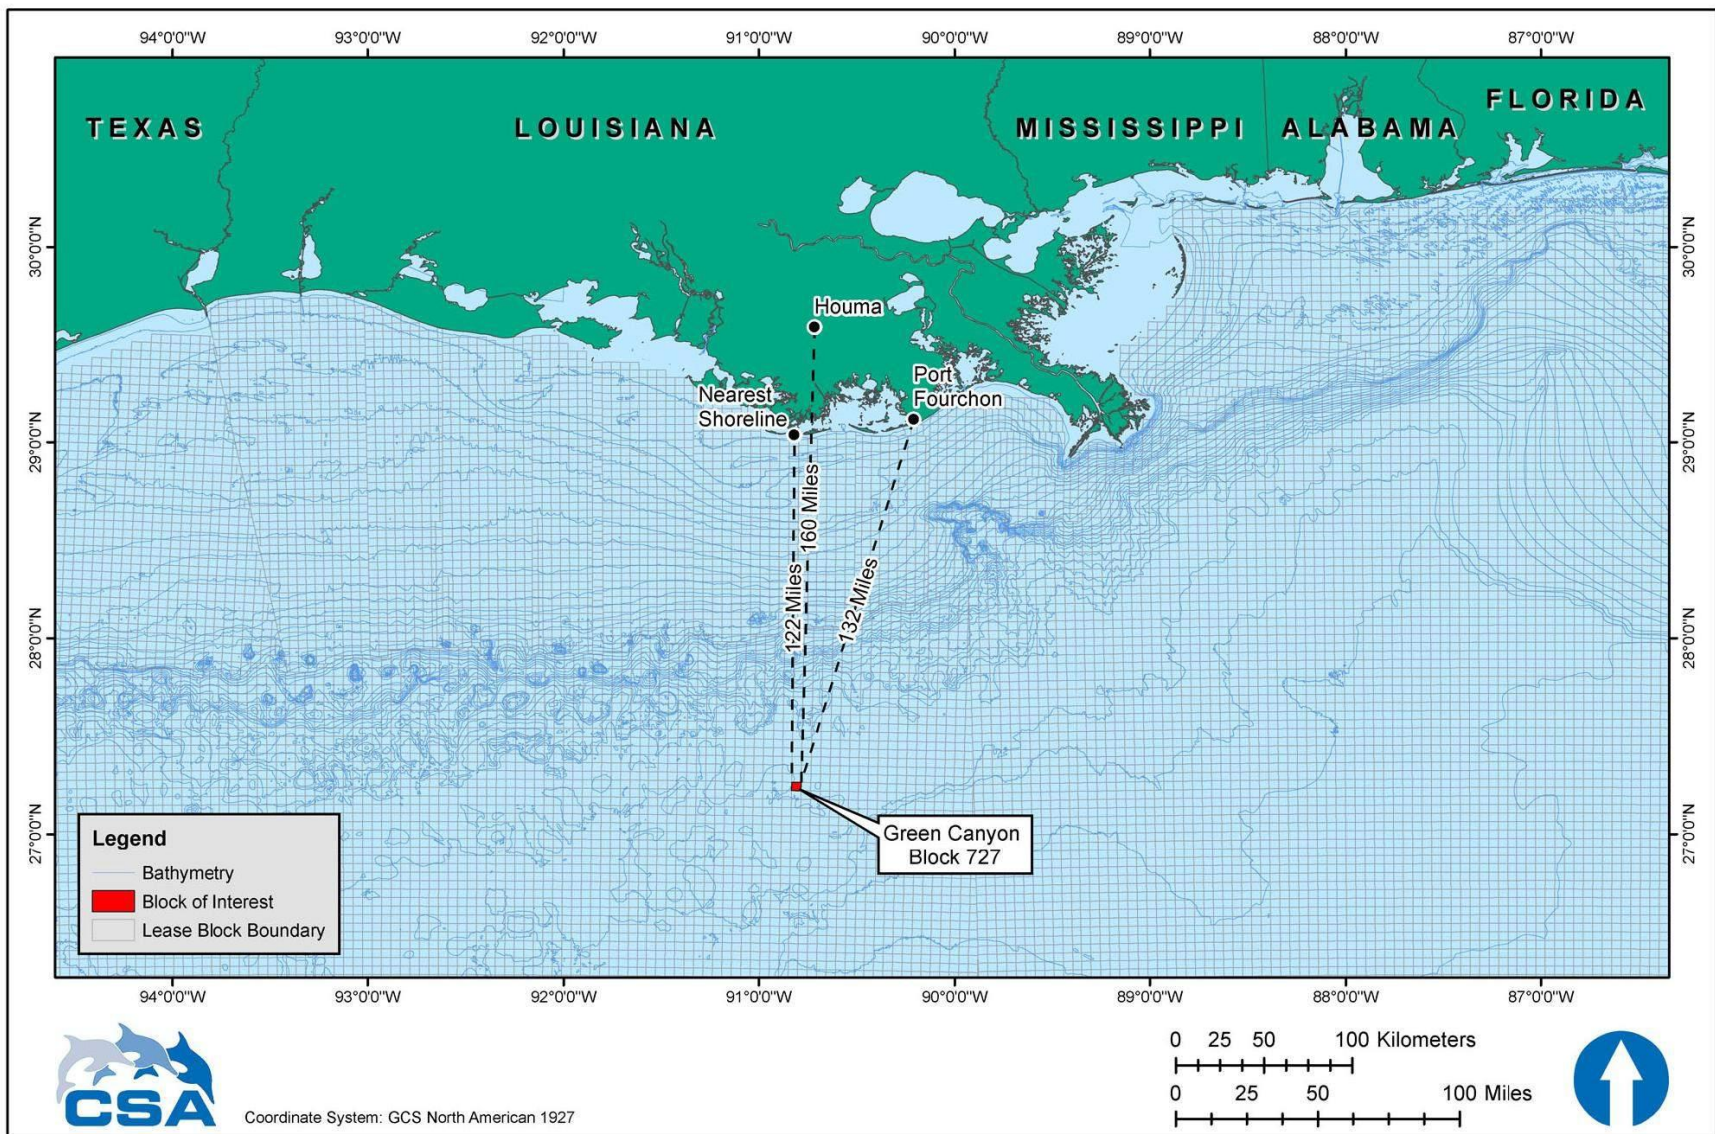 94°0'0"W 93°0'0"W 92°0'0"W 91°0'0"W 90°0'0"W 89°0'0"W 88°0'0"W 87°0'0"W
TEXAS
LOUISIANA
MISSISSIPPI
ALABAMA
FLORIDA
30°0'0"N
30°0'0"N
Houma
Port
Fourchon
Nearest
Shoreline
29°0'0"N
29°0'0"N
160 Miles
122 Miles
132 Miles
28°0'0"N
28°0'0"N
Green Canyon
Block 727
27°0'0"N
27°0'0"N
Legend
Bathymetry
Block of Interest
Lease Block Boundary
94°0'0"W 93°0'0"W 92°0'0"W 91°0'0"W 90°0'0"W 89°0'0"W 88°0'0"W 87°0'0"W
CSA
Coordinate System: GCS North American 1927
0 25 50 100 Kilometers
0 25 50 100 Miles